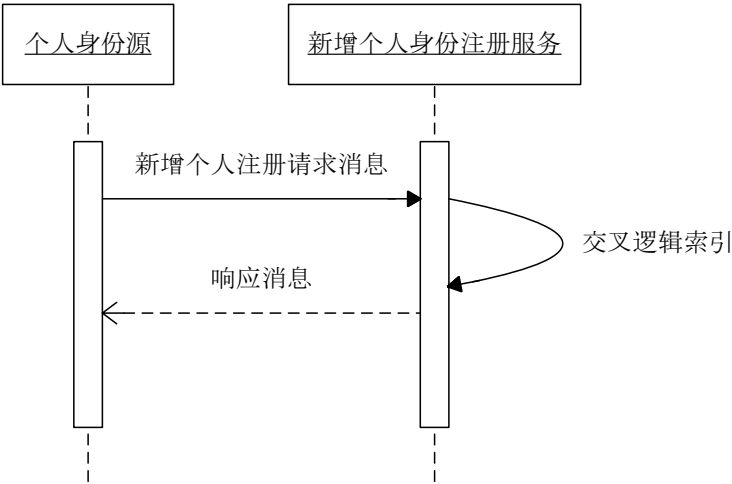 个人身份源
新增个人身份注册服务
新增个人注册请求消息
交叉逻辑索引
响应消息